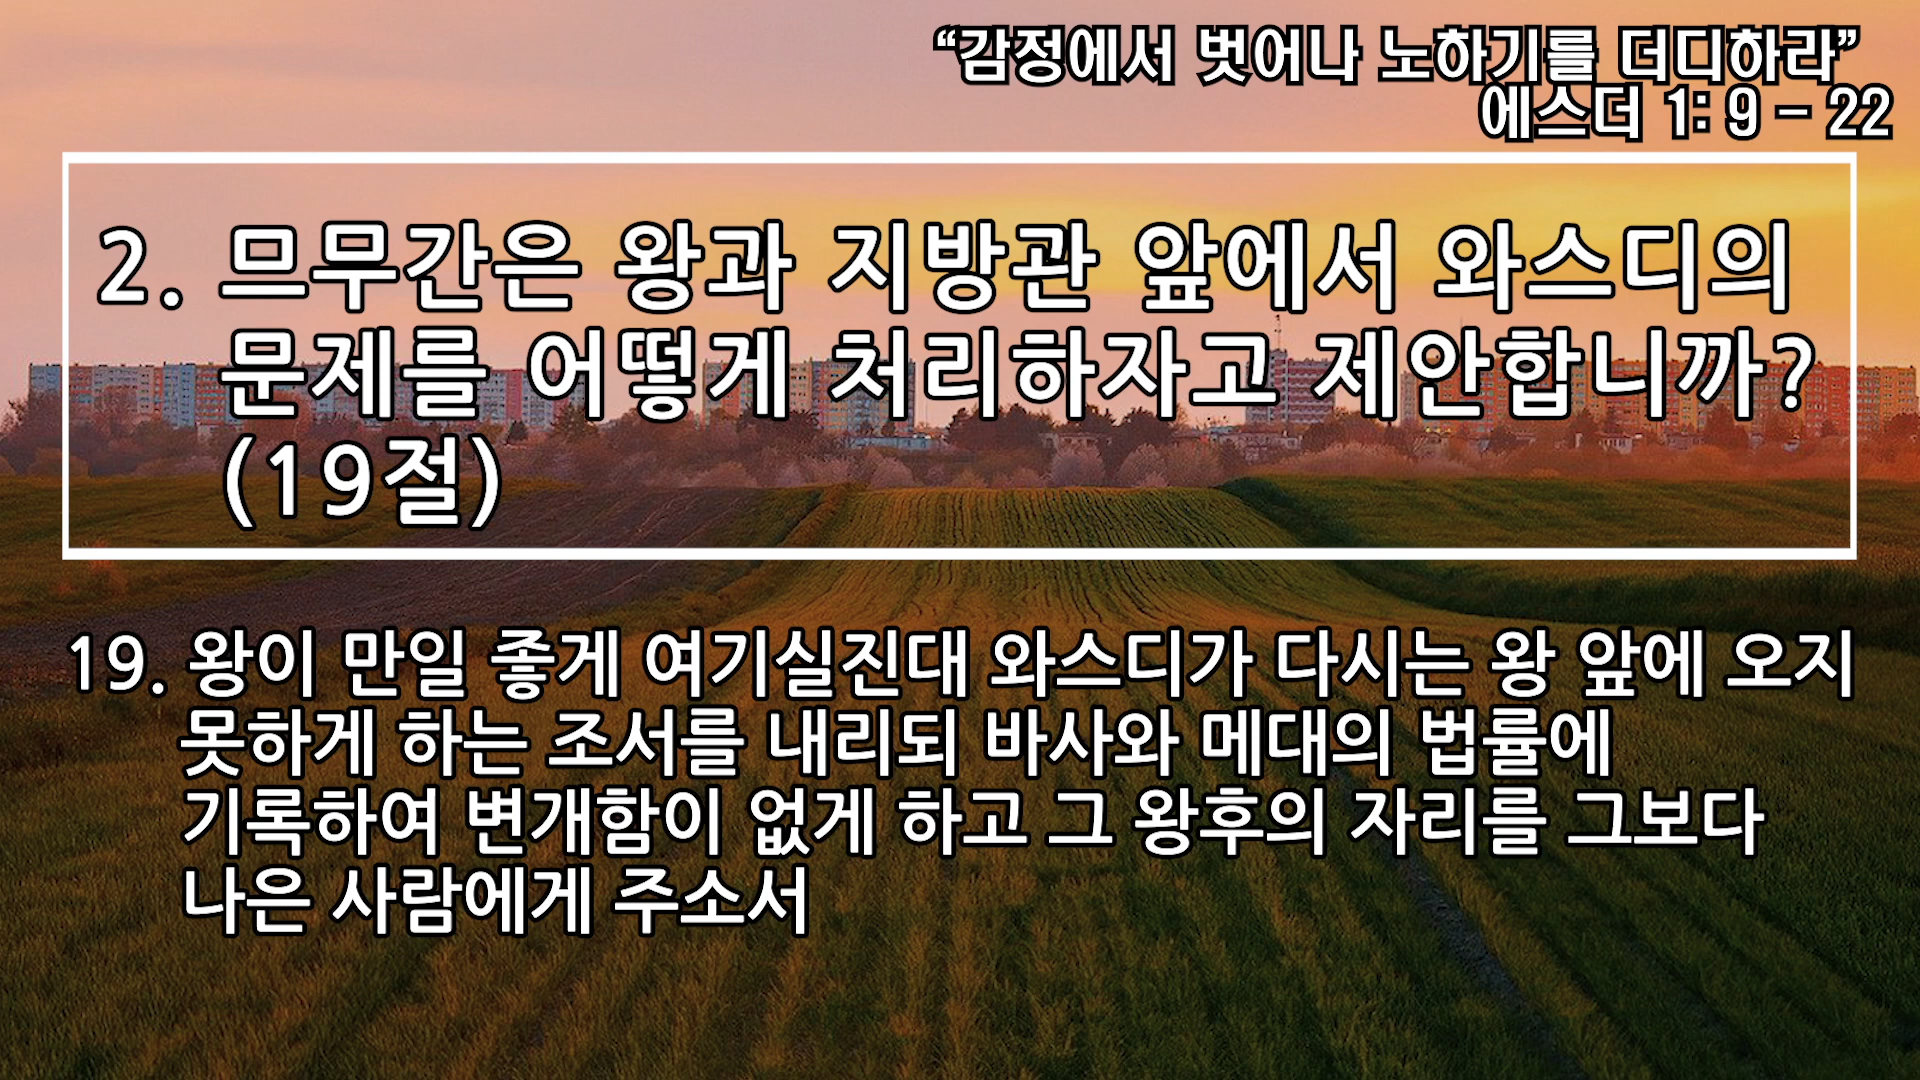 “감정에서 벗어나 노하기를 더디하라”
에스더 1: 9 - 22
2. 므무간은 왕과 지방관 앞에서 와스디의
문제를 어떻게 처리하자고 제안합니까?
(19절)
19. 왕이 만일 좋게 여기실진대 와스디가 다시는 왕 앞에 오지
못하게 하는 조서를 내리되 바사와 메대의 법률에
기록하여 변개함이 없게 하고 그 왕후의 자리를 그보다
나은 사람에게 주소서